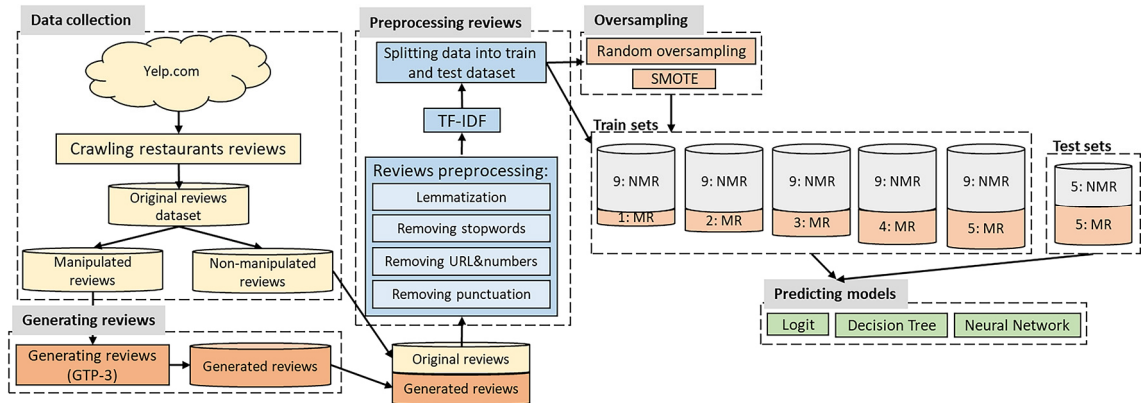 Data collection
Yelp.com
Crawling restaurants reviews
Original reviews
dataset
Manipulated
reviews
Non-manipulated
reviews
Generating reviews
Generating reviews
(GTP-3)
Generated reviews
Original reviews
Generated reviews
Preprocessing reviews
Splitting data into train
and test dataset
TF-IDF
Reviews preprocessing:
Lemmatization
Removing stopwords
Removing URL&numbers
Removing punctuation
Oversampling
Random oversampling
SMOTE
Train sets
9: NMR
1: MR
9: NMR
2: MR
9: NMR
3: MR
9: NMR
4: MR
9: NMR
5: MR
Test sets
5: NMR
5: MR
Predicting models
Logit
Decision Tree
Neural Network